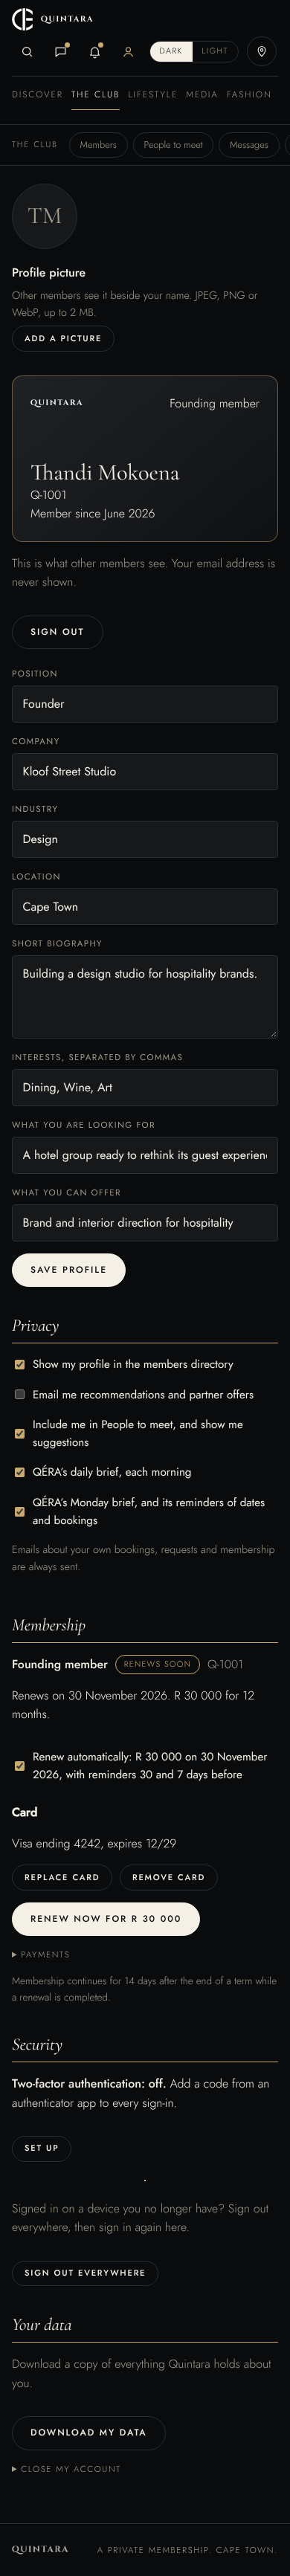 QUINTARA
DARK LIGHT
DISCOVER THE CLUB LIFESTYLE MEDIA FASHION
THE CLUB Members People to meet Messages
TM
Profile picture
Other members see it beside your name. JPEG, PNG or
WebP, up to 2 MB.
ADD A PICTURE
QUINTARA Founding member
Thandi Mokoena
Q-1001
Member since June 2026
This is what other members see. Your email address is
never shown.
SIGN OUT
POSITION
Founder
COMPANY
Kloof Street Studio
INDUSTRY
Design
LOCATION
Cape Town
SHORT BIOGRAPHY
Building a design studio for hospitality brands.
INTERESTS, SEPARATED BY COMMAS
Dining, Wine, Art
WHAT YOU ARE LOOKING FOR
A hotel group ready to rethink its guest
WHAT YOU CAN OFFER
Brand and interior direction for hospitality
SAVE PROFILE
Privacy
Show my profile in the members directory
Email me recommendations and partner offers
Include me in People to meet, and show me
suggestions
QÉRA’s daily brief, each morning
QÉRA’s Monday brief, and its reminders of dates
and bookings
Emails about your own bookings, requests and membership
are always sent.
Membership
Founding member RENEWS SOON Q-1001
Renews on 30 November 2026. R 30 000 for 12
months.
Renew automatically: R 30 000 on 30 November
2026, with reminders 30 and 7 days before
Card
Visa ending 4242, expires 12/29
REPLACE CARD REMOVE CARD
RENEW NOW FOR R 30 000
PAYMENTS
Membership continues for 14 days after the end of a term while
a renewal is completed.
Security
Two-factor authentication: off. Add a code from an
authenticator app to every sign-in.
SET UP
Signed in on a device you no longer have? Sign out
everywhere, then sign in again here.
SIGN OUT EVERYWHERE
Your data
Download a copy of everything Quintara holds about
you.
DOWNLOAD MY DATA
CLOSE MY ACCOUNT
QUINTARA A PRIVATE MEMBERSHIP. CAPE TOWN.